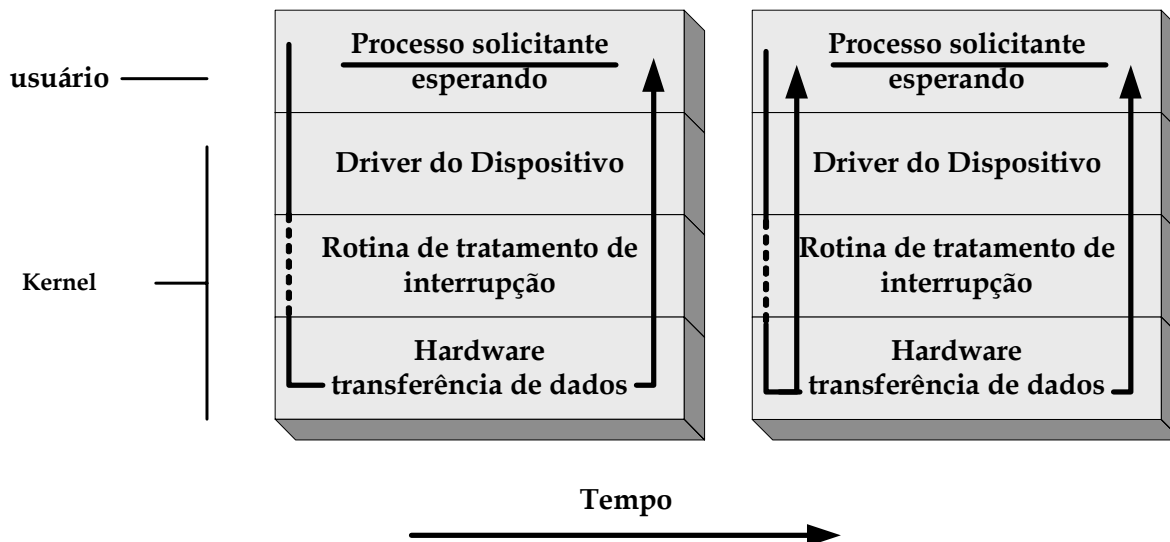 Processo solicitante
esperando
Processo solicitante
esperando
usuário
Driver do Dispositivo
Driver do Dispositivo
Rotina de tratamento de
interrupção
Rotina de tratamento de
interrupção
Kernel
Hardware
transferência de dados
Hardware
transferência de dados
Tempo